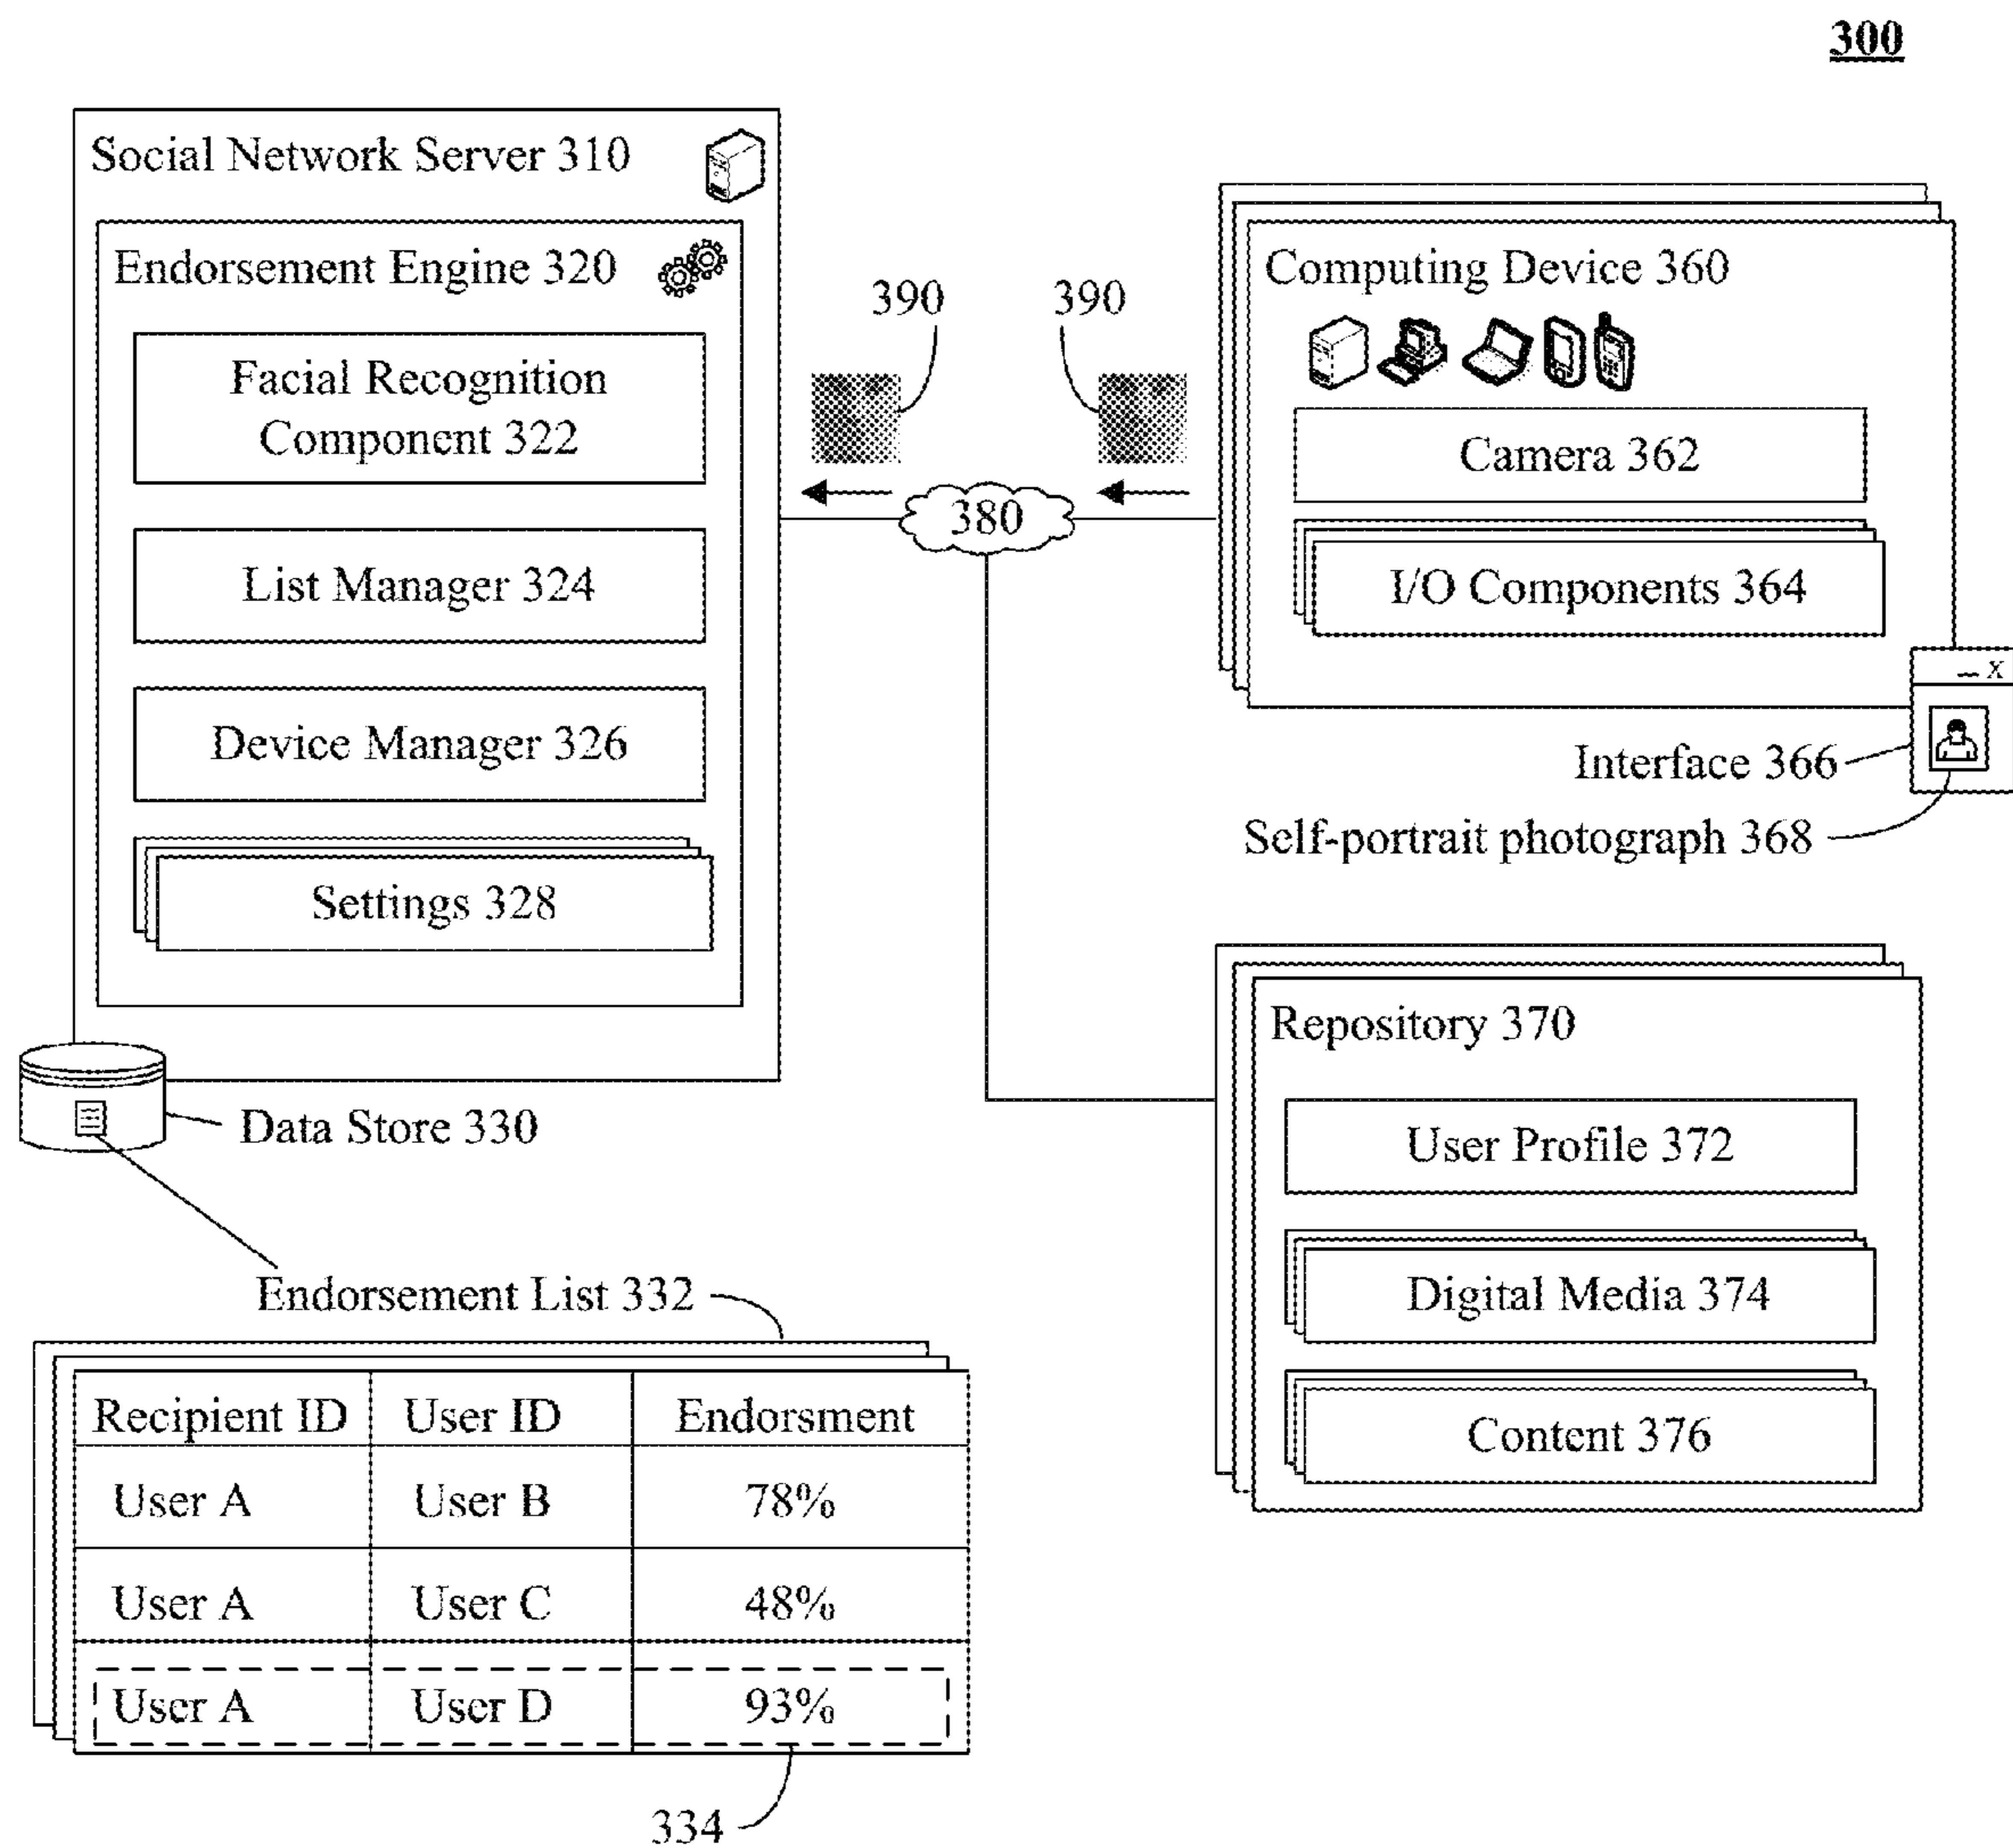 300
Social Network Server 310
Endorsement Engine 320
Facial Recognition
Component 322
List Manager 324
Device Manager 326
Settings 328
Data Store 330
390
390
380
Computing Device 360
Camera 362
I/O Components 364
– X
Interface 366
Self-portrait photograph 368
Repository 370
User Profile 372
Digital Media 374
Content 376
Endorsement List 332
Recipient ID User ID Endorsment
User A User B 78%
User A User C 48%
User A User D 93%
334